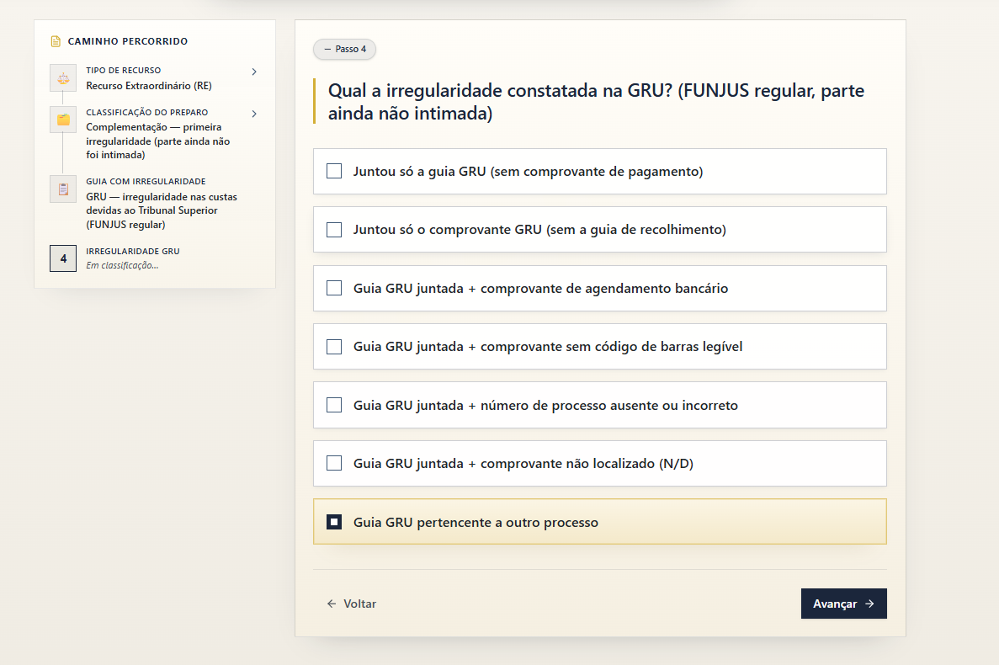 CAMINHO PERCORRIDO
TIPO DE RECURSO
Recurso Extraordinário (RE)
CLASSIFICAÇÃO DO PREPARO
Complementação — primeira
irregularidade (parte ainda não
foi intimada)
GUIA COM IRREGULARIDADE
GRU — irregularidade nas custas
devidas ao Tribunal Superior
(FUNJUS regular)
4
IRREGULARIDADE GRU
Em classificação...
— Passo 4
Qual a irregularidade constatada na GRU? (FUNJUS regular, parte
ainda não intimada)
Juntou só a guia GRU (sem comprovante de pagamento)
Juntou só o comprovante GRU (sem a guia de recolhimento)
Guia GRU juntada + comprovante de agendamento bancário
Guia GRU juntada + comprovante sem código de barras legível
Guia GRU juntada + número de processo ausente ou incorreto
Guia GRU juntada + comprovante não localizado (N/D)
Guia GRU pertencente a outro processo
← Voltar
Avançar →